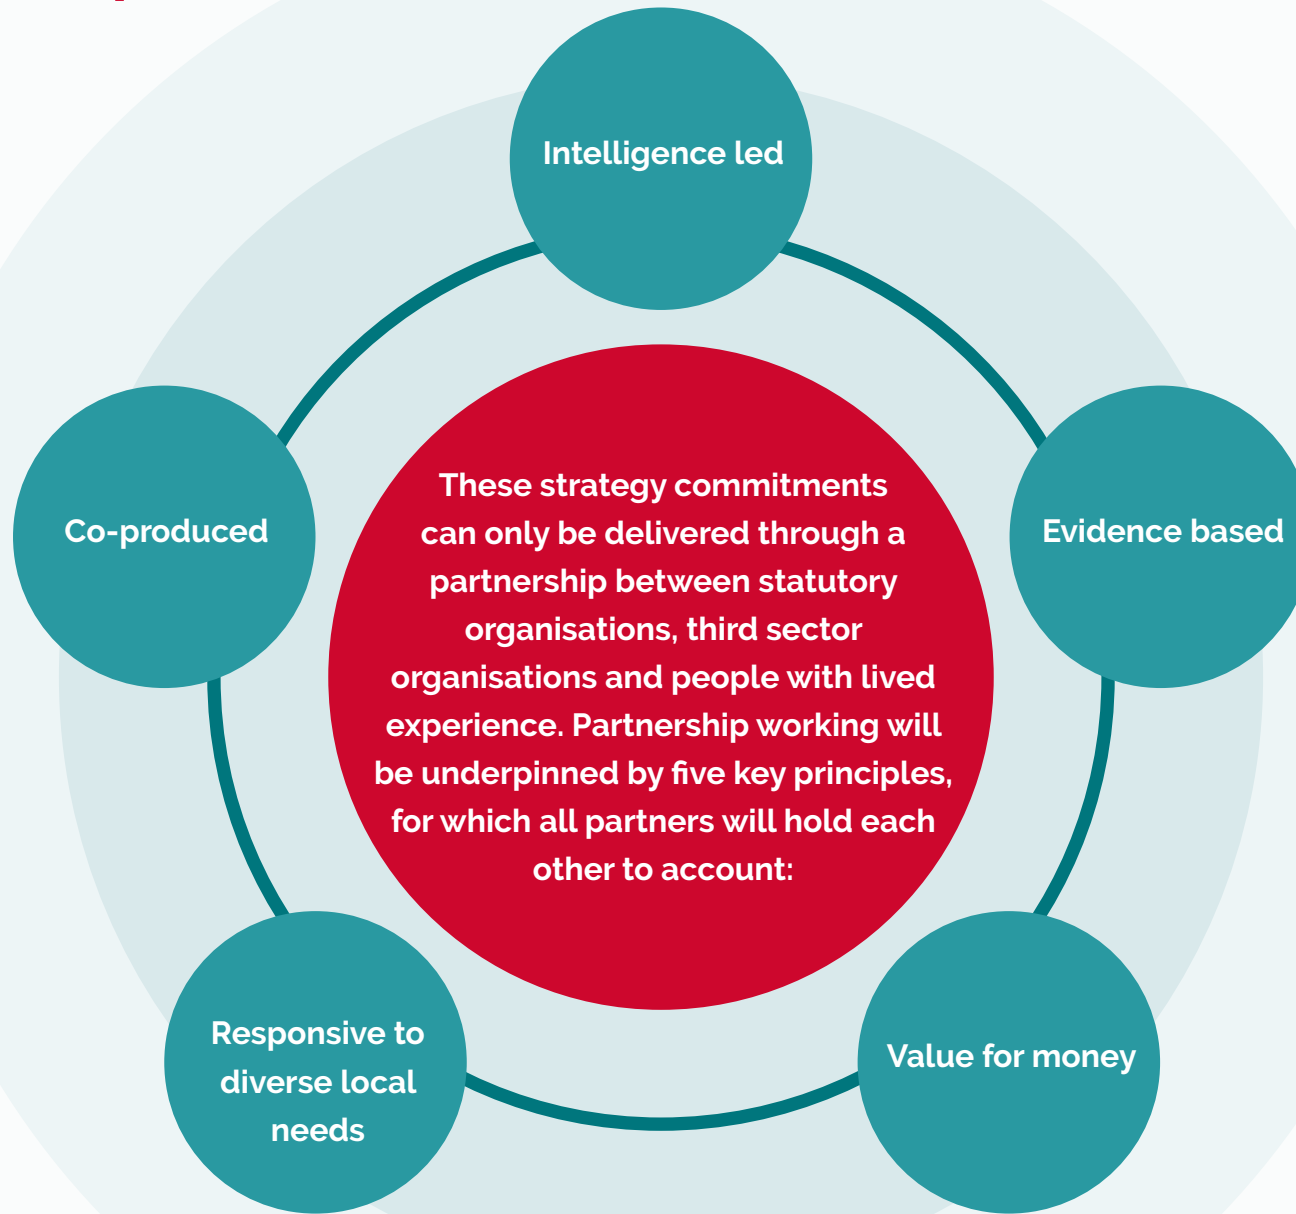 Intelligence led
Co-produced
Evidence based
These strategy commitments
can only be delivered through a
partnership between statutory
organisations, third sector
organisations and people with lived
experience. Partnership working will
be underpinned by five key principles,
for which all partners will hold each
other to account:
Responsive to
diverse local
needs
Value for money